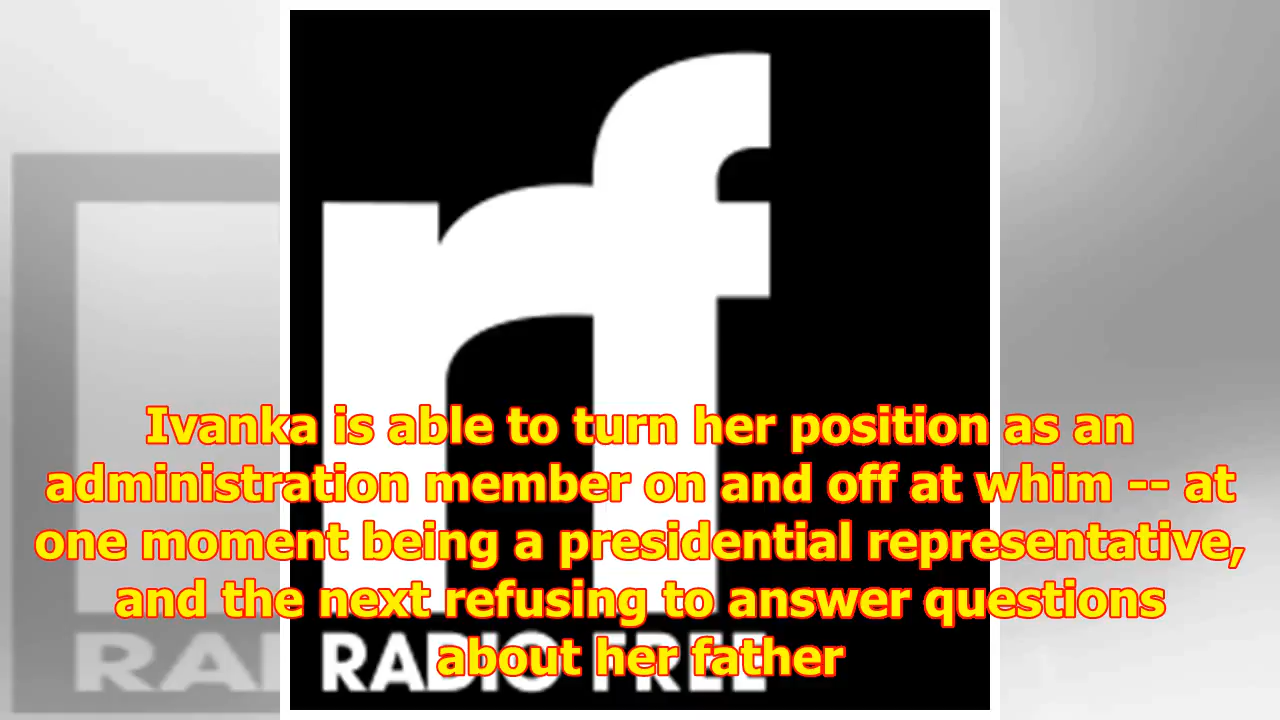 rf
Ivanka is able to turn her position as an
administration member on and off at whim -- at
one moment being a presidential representative,
and the next refusing to answer questions
about her father
RADIO FREE
RA